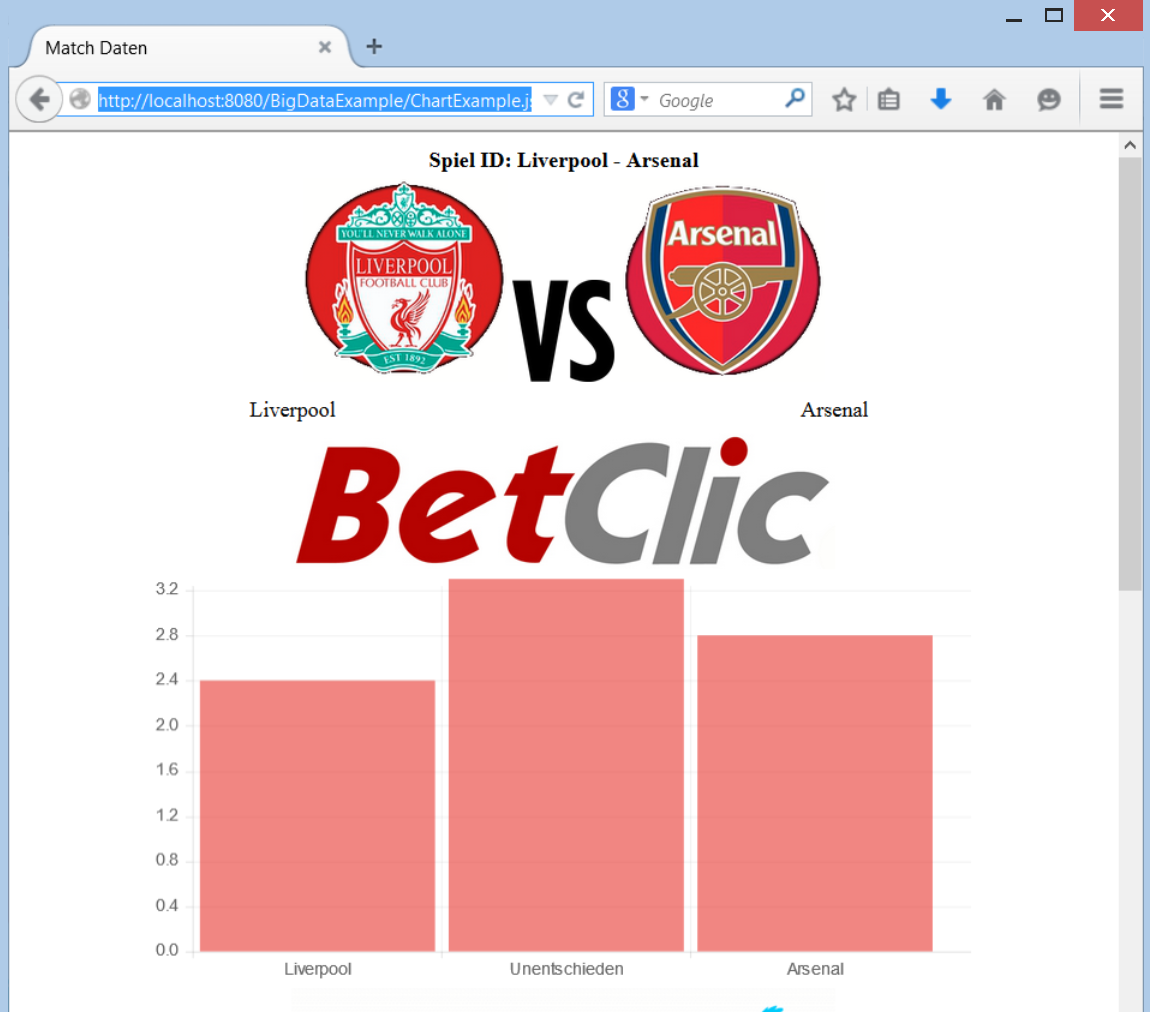 Match Daten
http://localhost:8080/BigDataExample/ChartExample.js
Google
Spiel ID: Liverpool - Arsenal
YOU'LL NEVER WALK ALONE
LIVERPOOL
FOOTBALL CLUB
EST 1892
VS
Arsenal
Liverpool
Arsenal
BetClic
3.2
2.8
2.4
2.0
1.6
1.2
0.8
0.4
0.0
Liverpool
Unentschieden
Arsenal